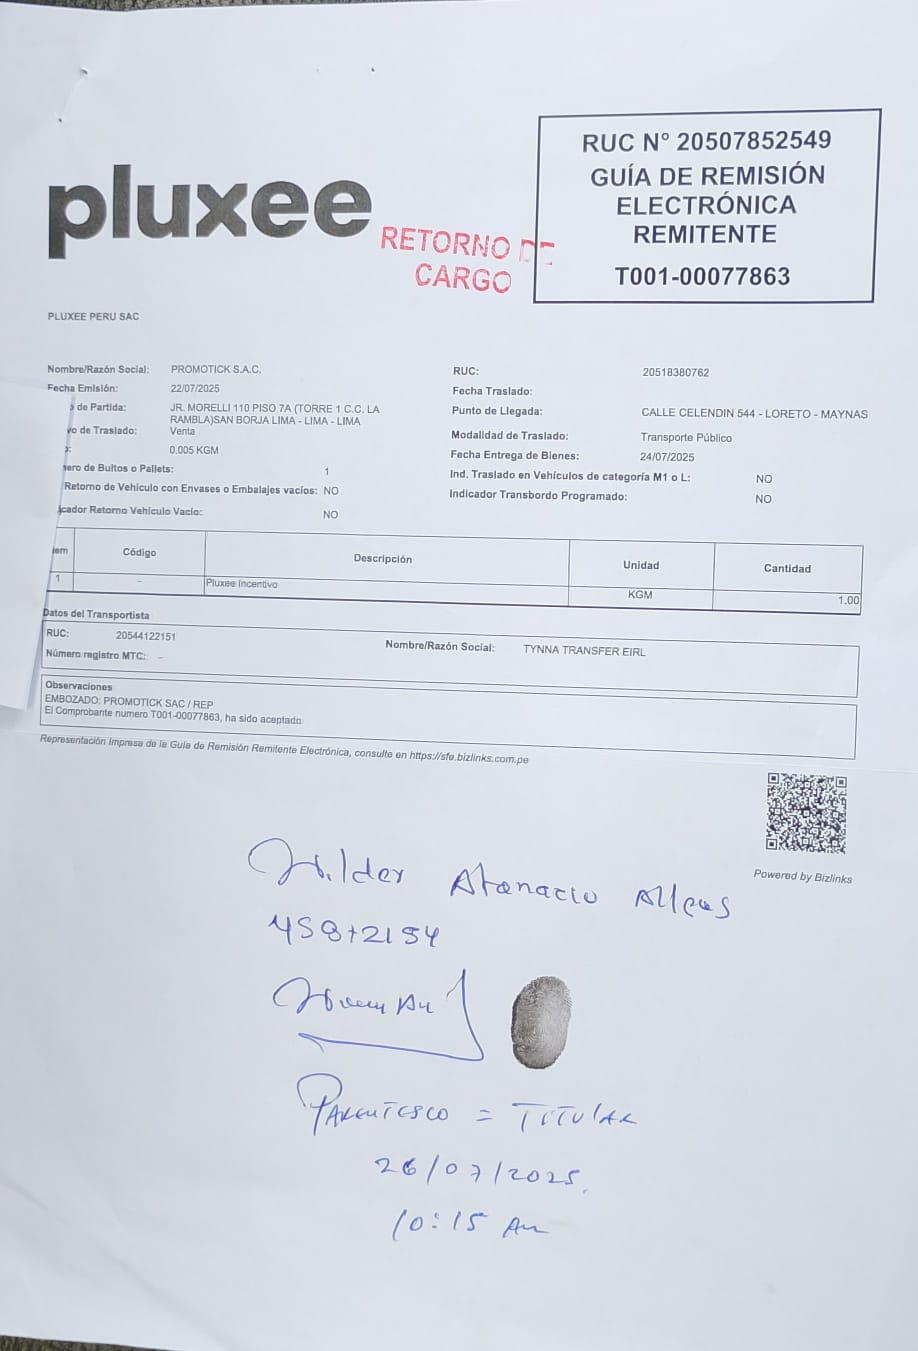 RUC N° 20507852549
GUÍA DE REMISIÓN
ELECTRÓNICA
REMITENTE
T001-00077863
pluxee
RETORNO DE
CARGO
PLUXEE PERU SAC
Nombre/Razón Social: PROMOTICK S.A.C.
RUC: 20518380762
Fecha Emisión: 22/07/2025
Fecha Traslado:
de Partida: JR. MORELLI 110 PISO 7A (TORRE 1 C.C. LA
RAMBLA)SAN BORJA LIMA - LIMA - LIMA
Punto de Llegada: CALLE CELENDIN 544 - LORETO - MAYNAS
vo de Traslado: Venta
Modalidad de Traslado: Transporte Público
0.005 KGM
Fecha Entrega de Bienes: 24/07/2025
nero de Bultos o Pallets: 1
Ind. Traslado en Vehículos de categoría M1 o L: NO
Retorno de Vehículo con Envases o Embalajes vacíos: NO
Indicador Transbordo Programado: NO
icador Retorno Vehículo Vacío: NO
tem Código Descripción Unidad Cantidad
1 – Pluxee Incentivo KGM 1.00
Datos del Transportista
RUC: 20544122151
Nombre/Razón Social: TYNNA TRANSFER EIRL
Número registro MTC: –
Observaciones
EMBOZADO: PROMOTICK SAC / REP
El Comprobante numero T001-00077863, ha sido aceptado
Representación Impresa de la Guía de Remisión Remitente Electrónica, consulte en https://sfe.bizlinks.com.pe
Powered by Bizlinks
Hilder Atanacio
PARENTESCO = TITULAR
26/07/2025.
10:15 Am